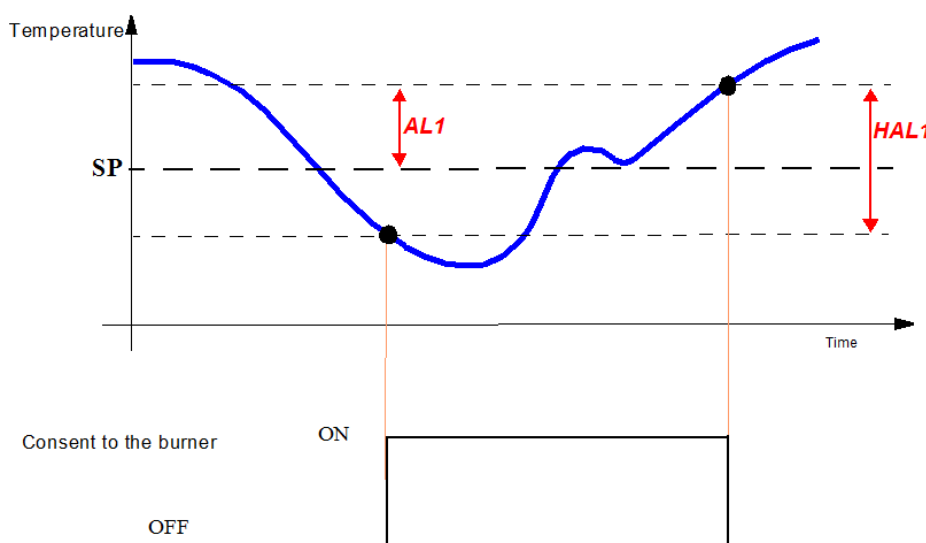 Temperature
AL1
HAL1
SP
Time
Consent to the burner
ON
OFF